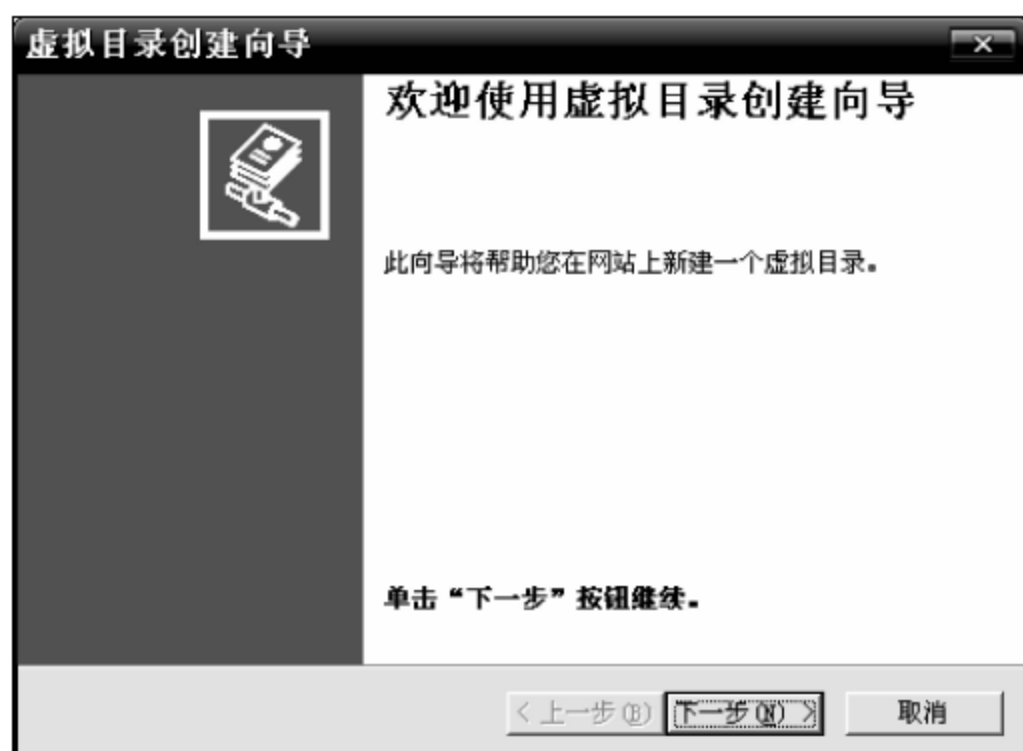 虚拟目录创建向导
欢迎使用虚拟目录创建向导
此向导将帮助您在网站上新建一个虚拟目录。
单击“下一步”按钮继续。
< 上一步(B) 下一步(N) > 取消